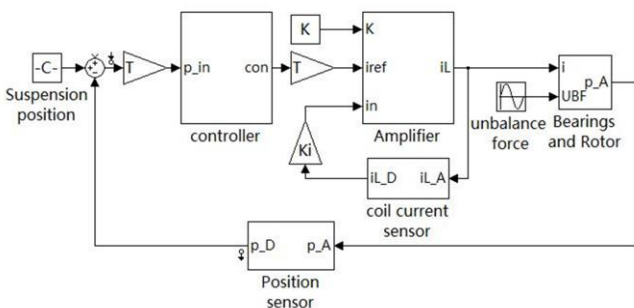 K
-C-
T
p_in
con
T
K
iref
in
iL
i
UBF
p_A
Suspension
position
controller
Amplifier
unbalance
force
Bearings
and Rotor
Ki
iL_D
iL_A
coil current
sensor
p_D
p_A
Position
sensor